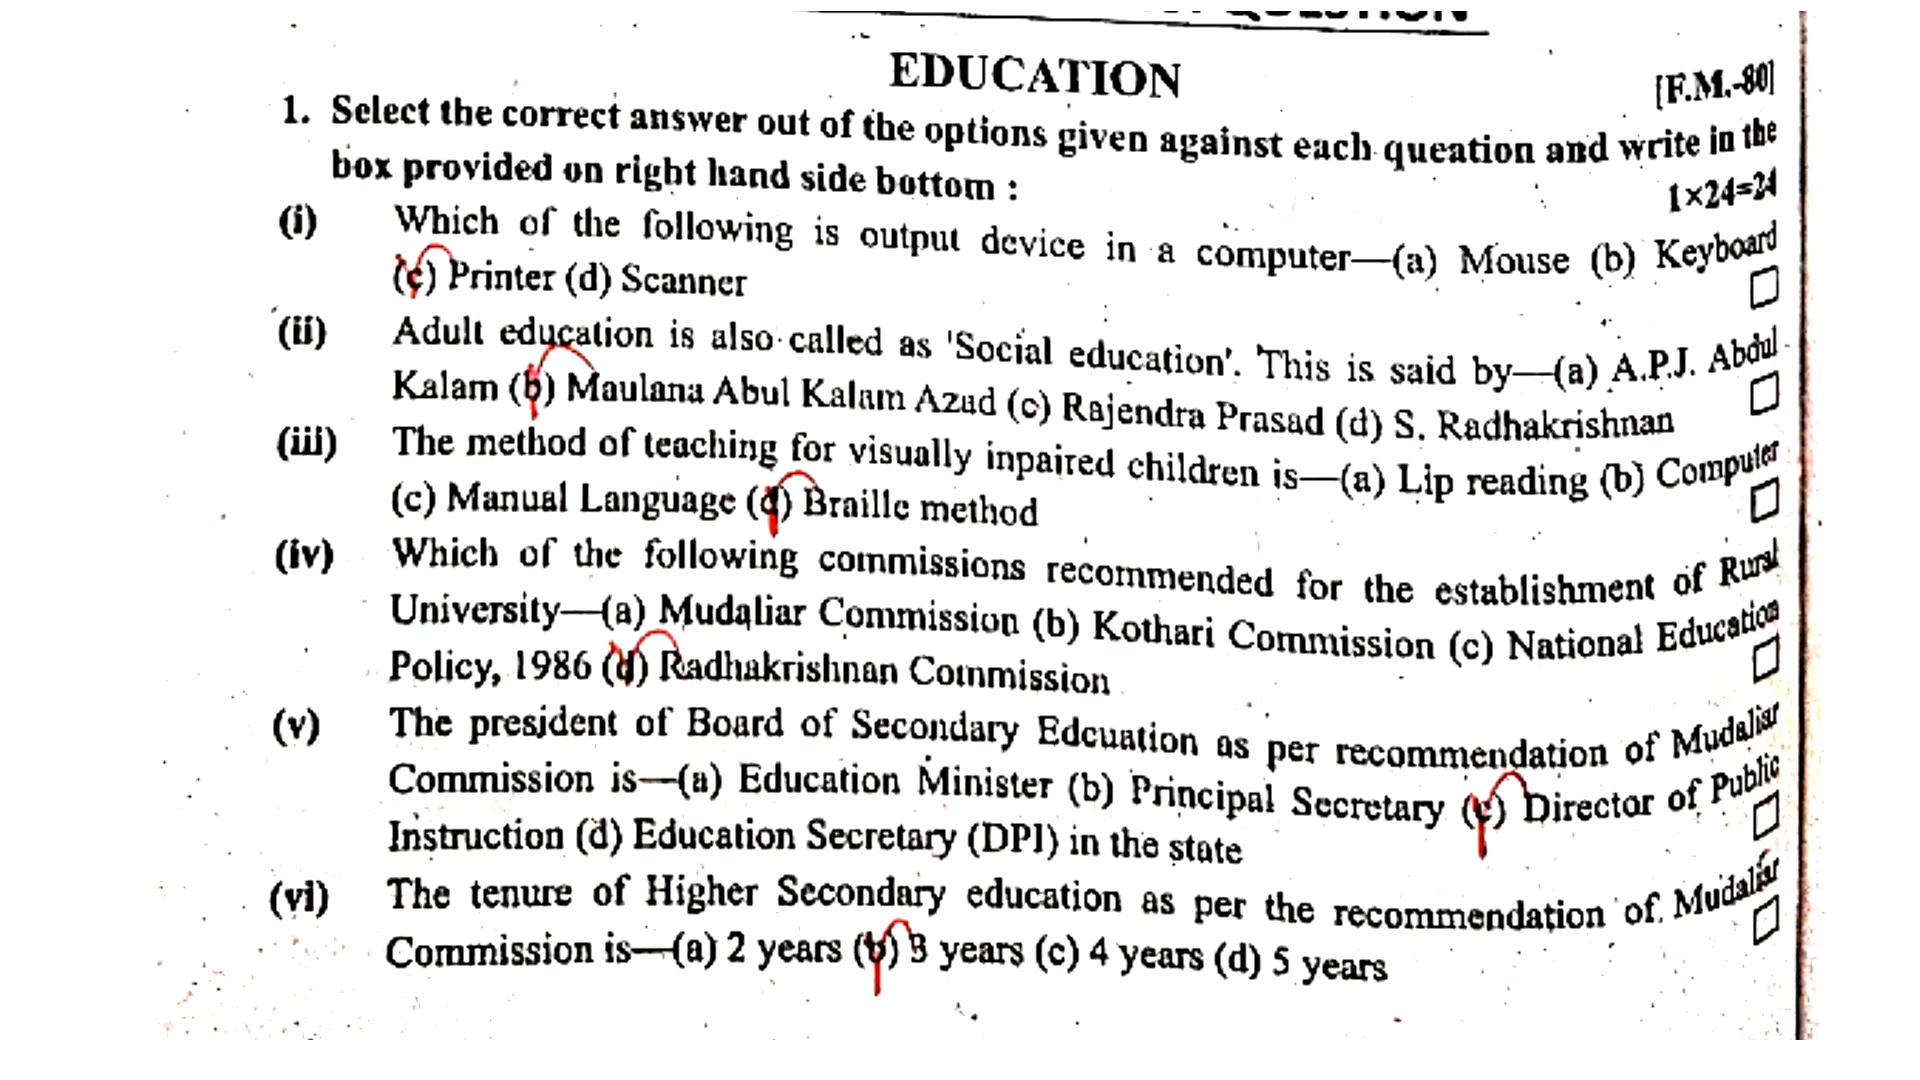 EDUCATION
[F.M.-80]
1. Select the correct answer out of the options given against each queation and write in the
box provided on right hand side bottom :
1×24=24
(i) Which of the following is output device in a computer—(a) Mouse (b) Keyboard
(c) Printer (d) Scanner
(ii) Adult education is also called as 'Social education'. This is said by—(a) A.P.J. Abdul
Kalam (b) Maulana Abul Kalam Azad (c) Rajendra Prasad (d) S. Radhakrishnan
(iii) The method of teaching for visually inpaired children is—(a) Lip reading (b) Computer
(c) Manual Language (d) Braille method
(iv) Which of the following commissions recommended for the establishment of Rural
University—(a) Mudaliar Commission (b) Kothari Commission (c) National Education
Policy, 1986 (d) Radhakrishnan Commission
(v) The president of Board of Secondary Edcuation as per recommendation of Mudaliar
Commission is—(a) Education Minister (b) Principal Secretary (c) Director of Public
Instruction (d) Education Secretary (DPI) in the state
(vi) The tenure of Higher Secondary education as per the recommendation of Mudaliar
Commission is—(a) 2 years (b) 3 years (c) 4 years (d) 5 years